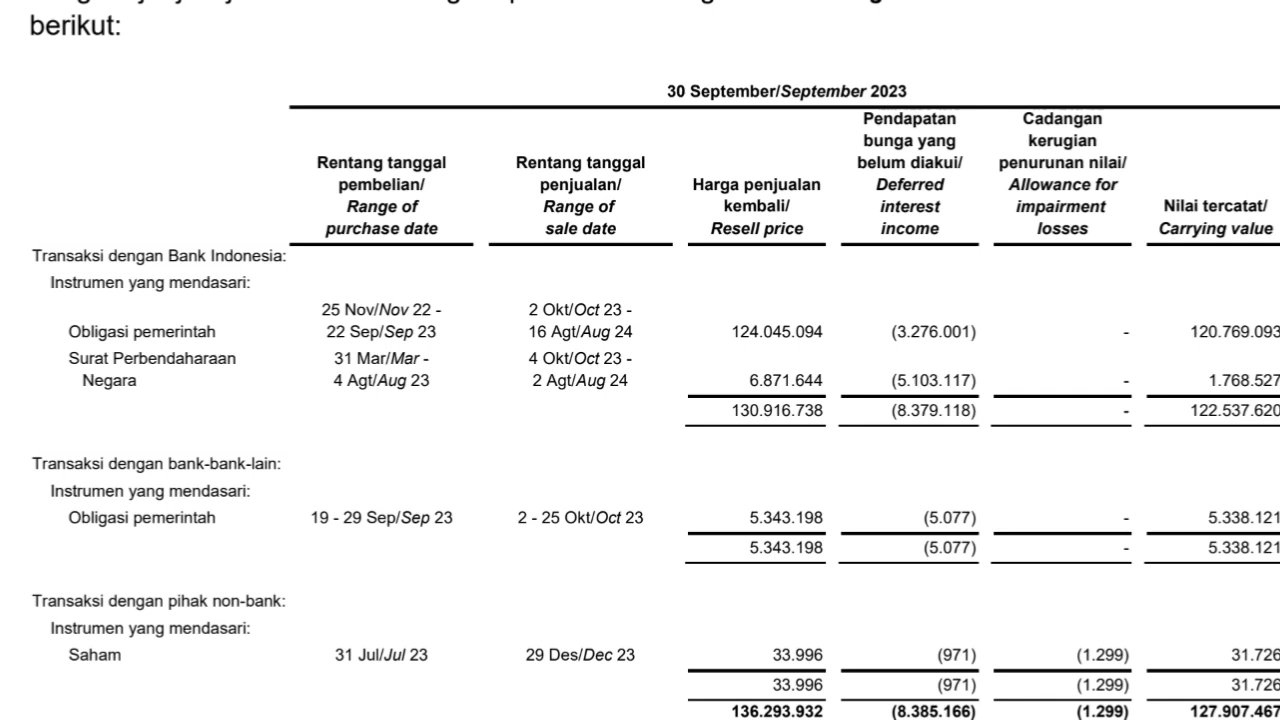 berikut:
30 September/September 2023
Rentang tanggal pembelian/ Range of purchase date
Rentang tanggal penjualan/ Range of sale date
Harga penjualan kembali/ Resell price
Pendapatan bunga yang belum diakui/ Deferred interest income
Cadangan kerugian penurunan nilai/ Allowance for impairment losses
Nilai tercatat/ Carrying value
Transaksi dengan Bank Indonesia:
Instrumen yang mendasari:
25 Nov/Nov 22 - 2 Okt/Oct 23 -
Obligasi pemerintah 22 Sep/Sep 23 16 Agt/Aug 24 124.045.094 (3.276.001) - 120.769.093
Surat Perbendaharaan 31 Mar/Mar - 4 Okt/Oct 23 -
Negara 4 Agt/Aug 23 2 Agt/Aug 24 6.871.644 (5.103.117) - 1.768.527
130.916.738 (8.379.118) - 122.537.620
Transaksi dengan bank-bank-lain:
Instrumen yang mendasari:
Obligasi pemerintah 19 - 29 Sep/Sep 23 2 - 25 Okt/Oct 23 5.343.198 (5.077) - 5.338.121
5.343.198 (5.077) - 5.338.121
Transaksi dengan pihak non-bank:
Instrumen yang mendasari:
Saham 31 Jul/Jul 23 29 Des/Dec 23 33.996 (971) (1.299) 31.726
33.996 (971) (1.299) 31.726
136.293.932 (8.385.166) (1.299) 127.907.467